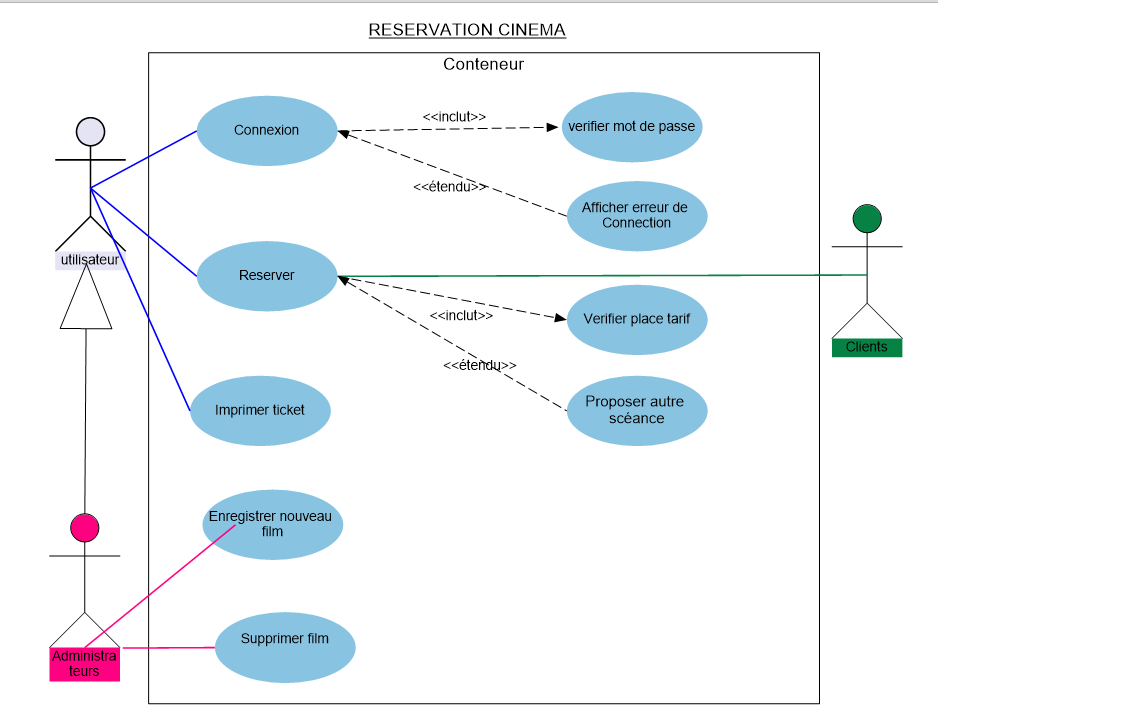 RESERVATION CINEMA
Conteneur
Connexion
<<inclut>>
verifier mot de passe
<<étendu>>
Afficher erreur de
Connection
utilisateur
Reserver
<<inclut>>
Verifier place tarif
Clients
<<étendu>>
Imprimer ticket
Proposer autre
scéance
Enregistrer nouveau
film
Supprimer film
Administra
teurs